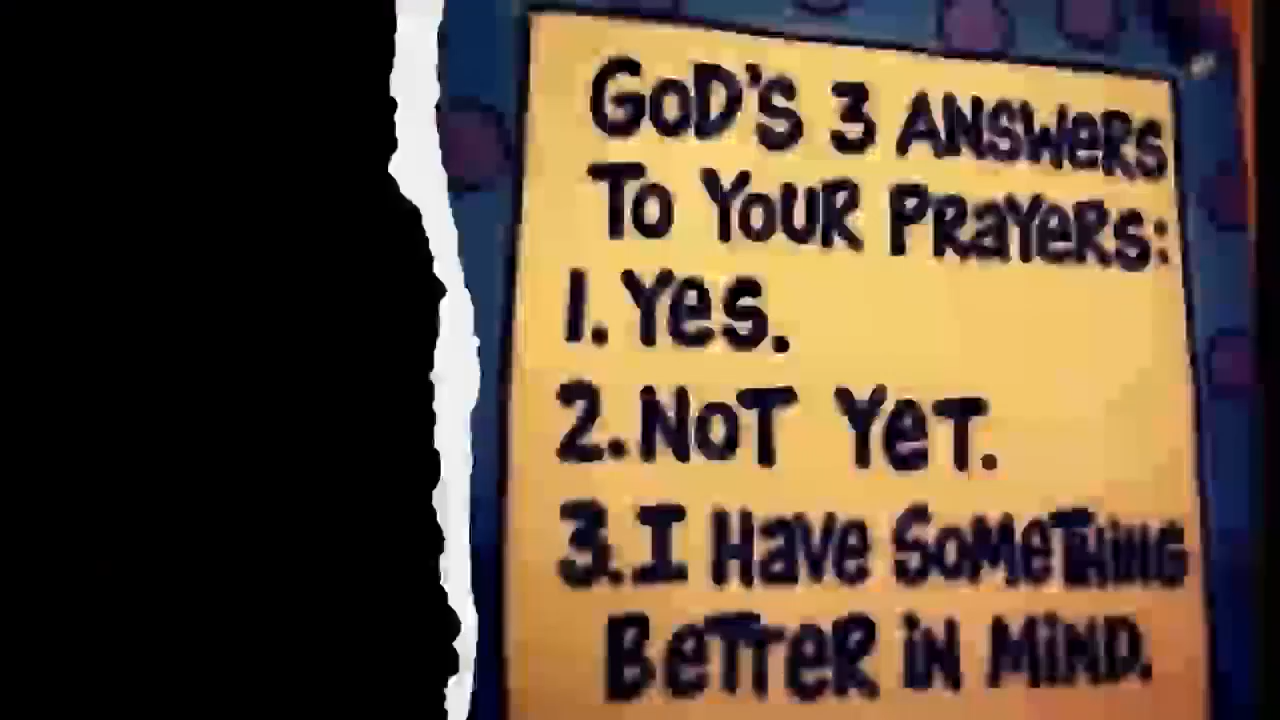 GoD'S 3 ANSWeRS
To YoUR PRaYeRS:
1. Yes.
2. NoT YeT.
3. I Have SoMeTHiNG
BeTTeR iN MiND.